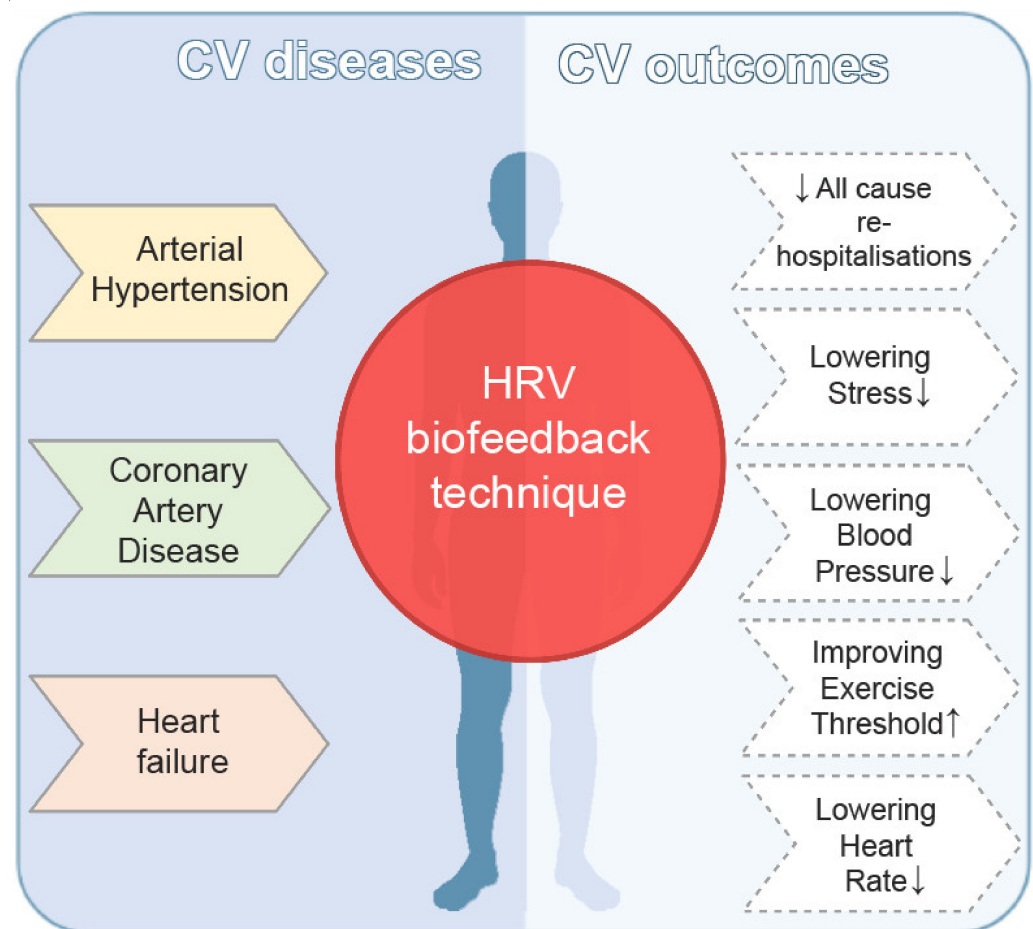 CV diseases
CV outcomes
Arterial
Hypertension
Coronary
Artery
Disease
Heart
failure
HRV
biofeedback
technique
↓All cause
re-
hospitalisations
Lowering
Stress↓
Lowering
Blood
Pressure↓
Improving
Exercise
Threshold↑
Lowering
Heart
Rate↓